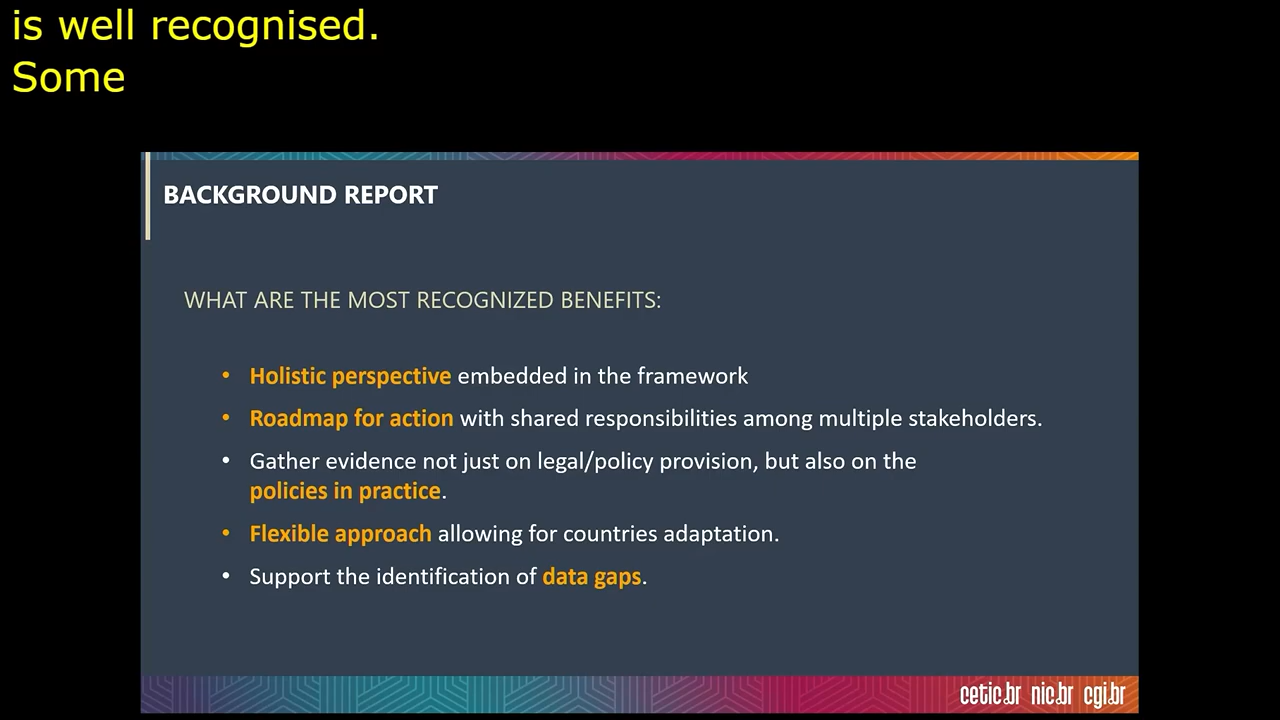 is well recognised.
Some
BACKGROUND REPORT
WHAT ARE THE MOST RECOGNIZED BENEFITS:
• Holistic perspective embedded in the framework
• Roadmap for action with shared responsibilities among multiple stakeholders.
• Gather evidence not just on legal/policy provision, but also on the
policies in practice.
• Flexible approach allowing for countries adaptation.
• Support the identification of data gaps.
cetic.br nic.br cgi.br